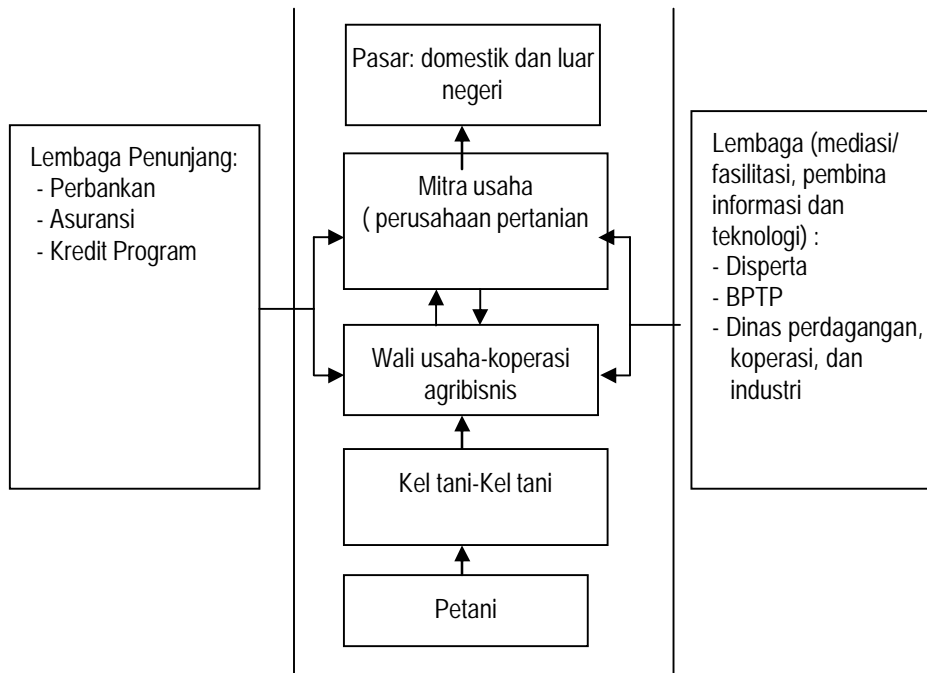 Pasar: domestik dan luar
negeri
Lembaga Penunjang:
- Perbankan
- Asuransi
- Kredit Program
Mitra usaha
( perusahaan pertanian
Wali usaha-koperasi
agribisnis
Kel tani-Kel tani
Petani
Lembaga (mediasi/
fasilitasi, pembina
informasi dan
teknologi) :
- Disperta
- BPTP
- Dinas perdagangan,
koperasi, dan
industri